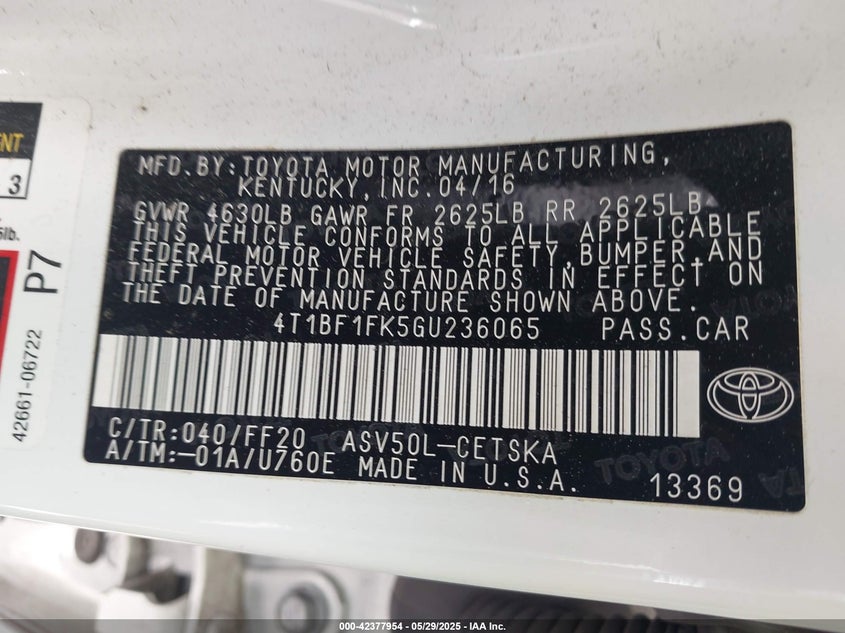 ENT
3
5lb.
P7
42661-06722
MFD.BY:TOYOTA MOTOR MANUFACTURING,
KENTUCKY, INC.04/16
GVWR 4630LB GAWR FR 2625LB RR 2625LB
THIS VEHICLE CONFORMS TO ALL APPLICABLE
FEDERAL MOTOR VEHICLE SAFETY,BUMPER,AND
THEFT PREVENTION STANDARDS IN EFFECT ON
THE DATE OF MANUFACTURE SHOWN ABOVE.
4T1BF1FK5GU236065 PASS.CAR
C/TR:040/FF20 ASV50L-CETSKA
A/TM:-01A/U760E MADE IN U.S.A.
13369
000-42377954 - 05/29/2025 - IAA Inc.